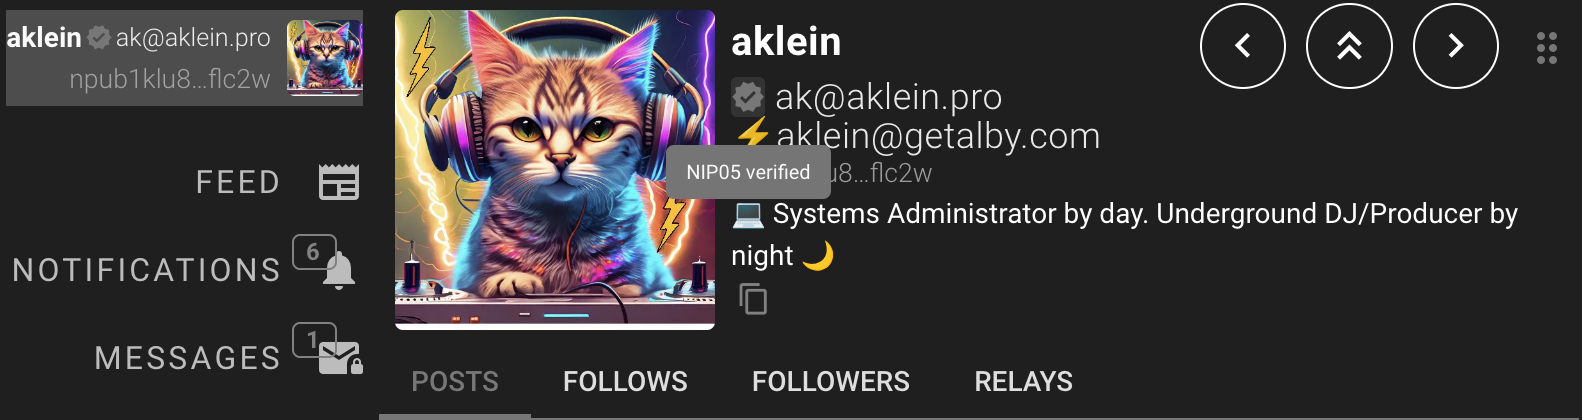 aklein ak@aklein.pro
npub1klu8...flc2w
FEED
NOTIFICATIONS 6
MESSAGES 1
aklein
ak@aklein.pro
⚡aklein@getalby.com
u8...flc2w
NIP05 verified
💻 Systems Administrator by day. Underground DJ/Producer by
night 🌙
POSTS FOLLOWS FOLLOWERS RELAYS